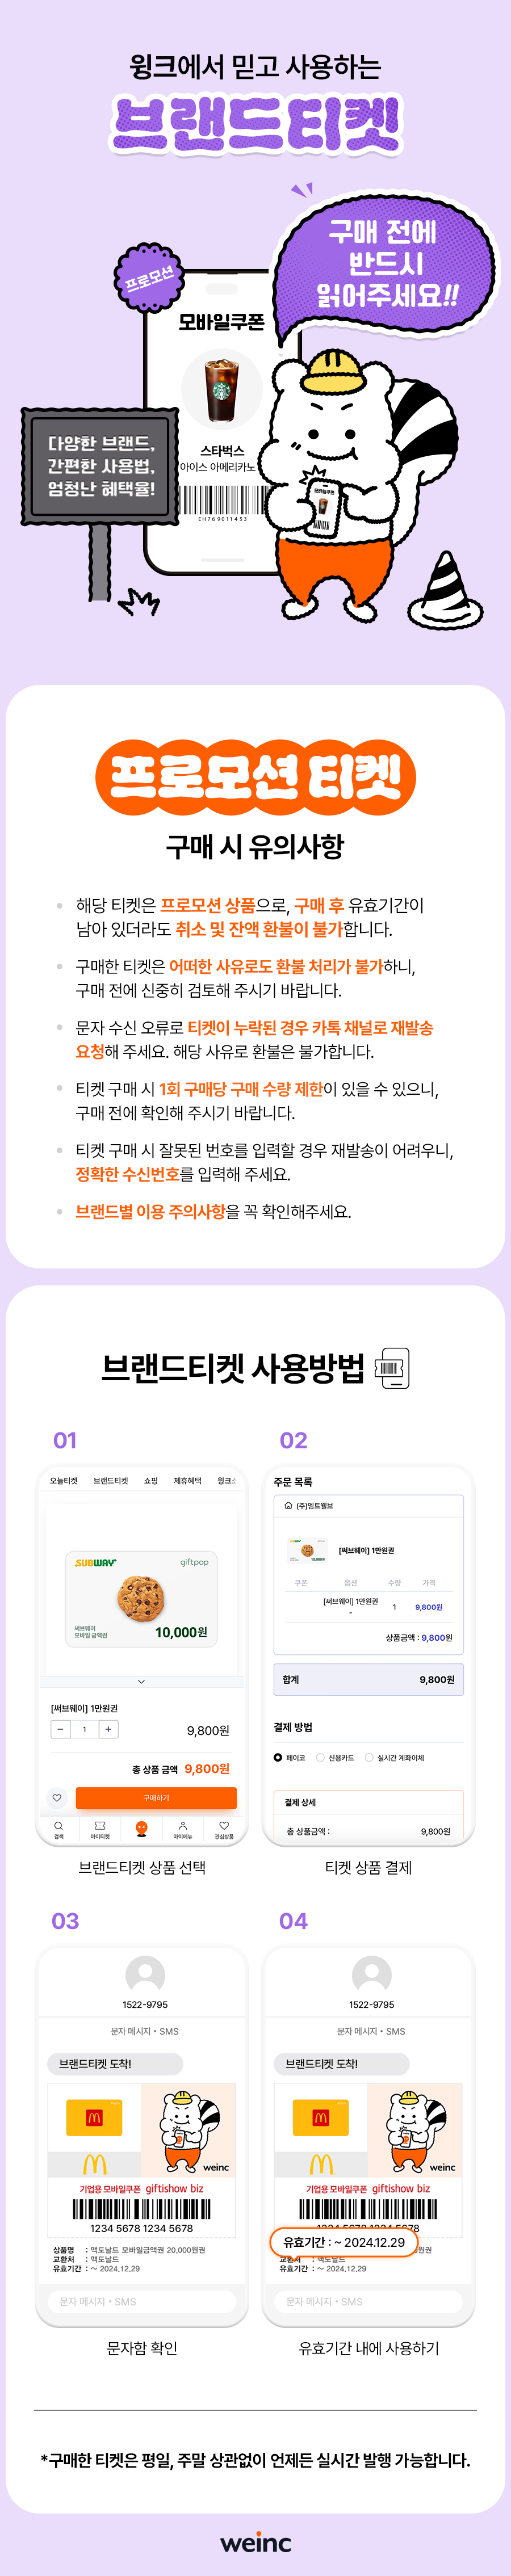 윙크에서 믿고 사용하는
브랜드티켓
구매 전에
반드시
읽어주세요!!
프로모션
모바일쿠폰
스타벅스
아이스 아메리카노
EH769011453
다양한 브랜드,
간편한 사용법,
엄청난 혜택율!
모바일쿠폰
프로모션 티켓
구매 시 유의사항
해당 티켓은 프로모션 상품으로, 구매 후 유효기간이
남아 있더라도 취소 및 잔액 환불이 불가합니다.
구매한 티켓은 어떠한 사유로도 환불 처리가 불가하니,
구매 전에 신중히 검토해 주시기 바랍니다.
문자 수신 오류로 티켓이 누락된 경우 카톡 채널로 재발송
요청해 주세요. 해당 사유로 환불은 불가합니다.
티켓 구매 시 1회 구매당 구매 수량 제한이 있을 수 있으니,
구매 전에 확인해 주시기 바랍니다.
티켓 구매 시 잘못된 번호를 입력할 경우 재발송이 어려우니,
정확한 수신번호를 입력해 주세요.
브랜드별 이용 주의사항을 꼭 확인해주세요.
브랜드티켓 사용방법
01
오늘티켓 브랜드티켓 쇼핑 제휴혜택 윙크
SUBWAY giftpop
써브웨이
모바일 금액권
10,000원
[써브웨이] 1만원권
− 1 + 9,800원
총 상품 금액 9,800원
구매하기
검색 마이티켓 마이메뉴 관심상품
브랜드티켓 상품 선택
02
주문 목록
(주)엠트웰브
[써브웨이] 1만원권
10,000원
쿠폰 옵션 수량 가격
[써브웨이] 1만원권
-
1 9,800원
상품금액 : 9,800원
합계 9,800원
결제 방법
페이코 신용카드 실시간 계좌이체
결제 상세
총 상품금액 : 9,800원
티켓 상품 결제
03
1522-9795
문자 메시지 • SMS
브랜드티켓 도착!
weinc
기업용 모바일쿠폰 giftishow biz
1234 5678 1234 5678
상품명 : 맥도날드 모바일금액권 20,000원권
교환처 : 맥도날드
유효기간 : ~ 2024.12.29
문자 메시지 • SMS
문자함 확인
04
1522-9795
문자 메시지 • SMS
브랜드티켓 도착!
weinc
기업용 모바일쿠폰 giftishow biz
유효기간 : ~ 2024.12.29
원권
교환처 : 맥도날드
유효기간 : ~ 2024.12.29
문자 메시지 • SMS
유효기간 내에 사용하기
*구매한 티켓은 평일, 주말 상관없이 언제든 실시간 발행 가능합니다.
weinc